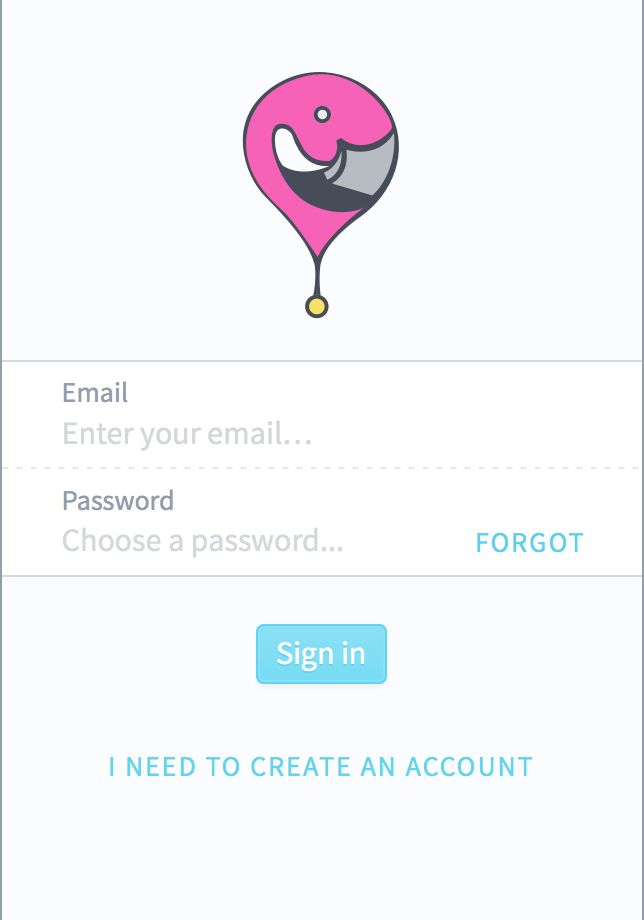 Email
Enter your email…
Password
Choose a password...
FORGOT
Sign in
I NEED TO CREATE AN ACCOUNT